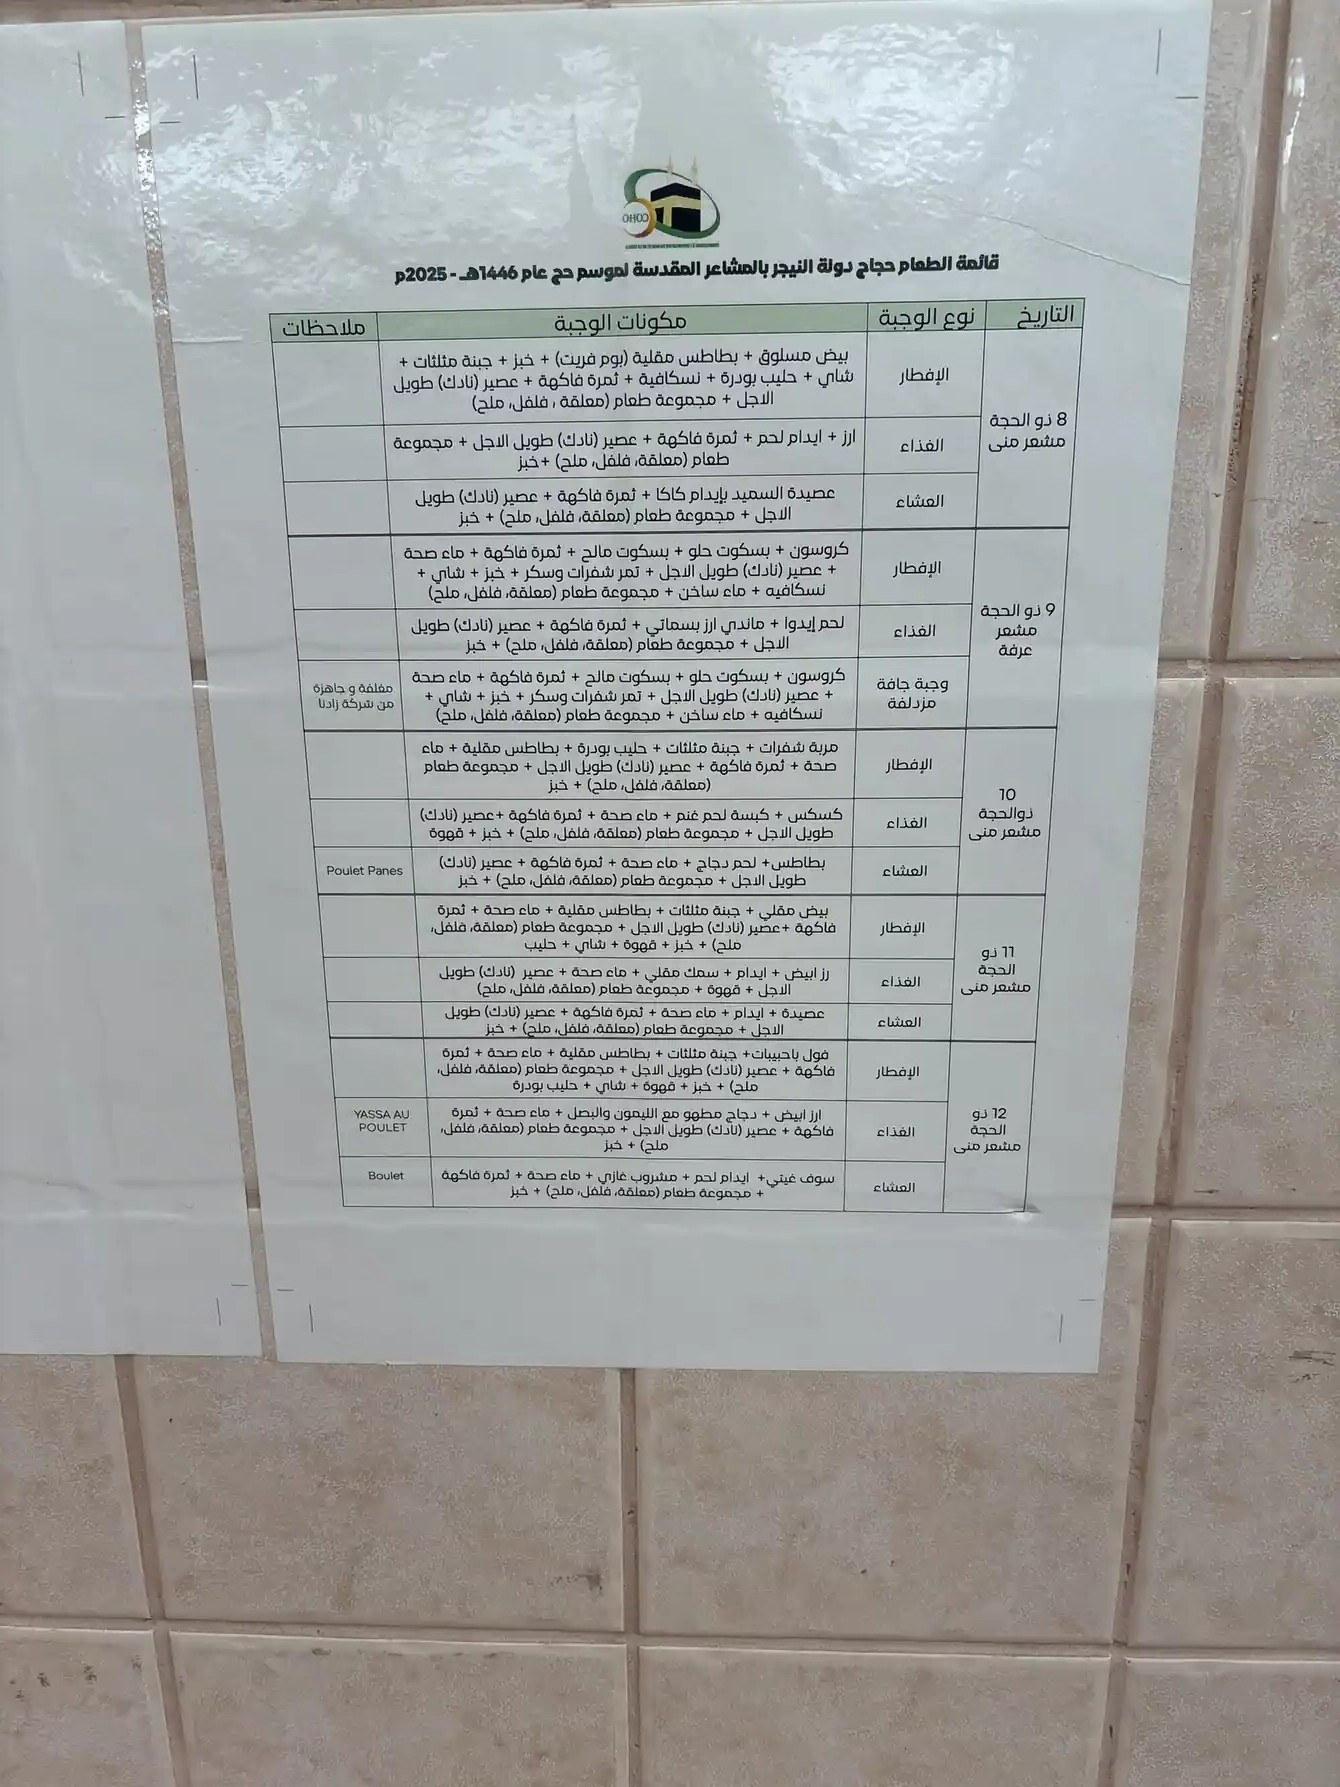 COHO
قائمة الطعام حجاج دولة النيجر بالمشاعر المقدسة لموسم حج عام 1446هـ - 2025م
التاريخ نوع الوجبة مكونات الوجبة ملاحظات
8 ذو الحجة
مشعر منى
الإفطار
بيض مسلوق + بطاطس مقلية (بوم فريت) + خبز + جبنة مثلثات +
شاي + حليب بودرة + نسكافية + ثمرة فاكهة + عصير (نادك) طويل
الاجل + مجموعة طعام (معلقة ، فلفل، ملح)
الغذاء
ارز + ايدام لحم + ثمرة فاكهة + عصير (نادك) طويل الاجل + مجموعة
طعام (معلقة، فلفل، ملح) +خبز
العشاء
عصيدة السميد بإيدام كاكا + ثمرة فاكهة + عصير (نادك) طويل
الاجل + مجموعة طعام (معلقة، فلفل، ملح) + خبز
9 ذو الحجة
مشعر
عرفة
الإفطار
كروسون + بسكوت حلو + بسكوت مالح + ثمرة فاكهة + ماء صحة
+ عصير (نادك) طويل الاجل + تمر شفرات وسكر + خبز + شاي +
نسكافيه + ماء ساخن + مجموعة طعام (معلقة، فلفل، ملح)
الغذاء
لحم إيدوا + ماندي ارز بسماتي + ثمرة فاكهة + عصير (نادك) طويل
الاجل + مجموعة طعام (معلقة، فلفل، ملح) + خبز
وجبة جافة
مزدلفة
كروسون + بسكوت حلو + بسكوت مالح + ثمرة فاكهة + ماء صحة
+ عصير (نادك) طويل الاجل + تمر شفرات وسكر + خبز + شاي +
نسكافيه + ماء ساخن + مجموعة طعام (معلقة، فلفل، ملح)
مغلفة و جاهزة
من شركة زادنا
10
ذوالحجة
مشعر منى
الإفطار
مربة شفرات + جبنة مثلثات + حليب بودرة + بطاطس مقلية + ماء
صحة + ثمرة فاكهة + عصير (نادك) طويل الاجل + مجموعة طعام
(معلقة، فلفل، ملح) + خبز
الغذاء
كسكس + كبسة لحم غنم + ماء صحة + ثمرة فاكهة +عصير (نادك)
طويل الاجل + مجموعة طعام (معلقة، فلفل، ملح) + خبز + قهوة
العشاء
بطاطس+ لحم دجاج + ماء صحة + ثمرة فاكهة + عصير (نادك)
طويل الاجل + مجموعة طعام (معلقة، فلفل، ملح) + خبز
Poulet Panes
11 ذو
الحجة
مشعر منى
الإفطار
بيض مقلي + جبنة مثلثات + بطاطس مقلية + ماء صحة + ثمرة
فاكهة +عصير (نادك) طويل الاجل + مجموعة طعام (معلقة، فلفل،
ملح) + خبز + قهوة + شاي + حليب
الغذاء
رز ابيض + ايدام + سمك مقلي + ماء صحة + عصير (نادك) طويل
الاجل + قهوة + مجموعة طعام (معلقة، فلفل، ملح)
العشاء
عصيدة + ايدام + ماء صحة + ثمرة فاكهة + عصير (نادك) طويل
الاجل + مجموعة طعام (معلقة، فلفل، ملح) + خبز
12 ذو
الحجة
مشعر منى
الإفطار
فول باحبيبات+ جبنة مثلثات + بطاطس مقلية + ماء صحة + ثمرة
فاكهة + عصير (نادك) طويل الاجل + مجموعة طعام (معلقة، فلفل،
ملح) + خبز + قهوة + شاي + حليب بودرة
الغذاء
ارز ابيض + دجاج مطهو مع الليمون والبصل + ماء صحة + ثمرة
فاكهة + عصير (نادك) طويل الاجل + مجموعة طعام (معلقة، فلفل،
ملح) + خبز
YASSA AU
POULET
العشاء
سوف غيتي+ ايدام لحم + مشروب غازي + ماء صحة + ثمرة فاكهة
+ مجموعة طعام (معلقة، فلفل، ملح) + خبز
Boulet